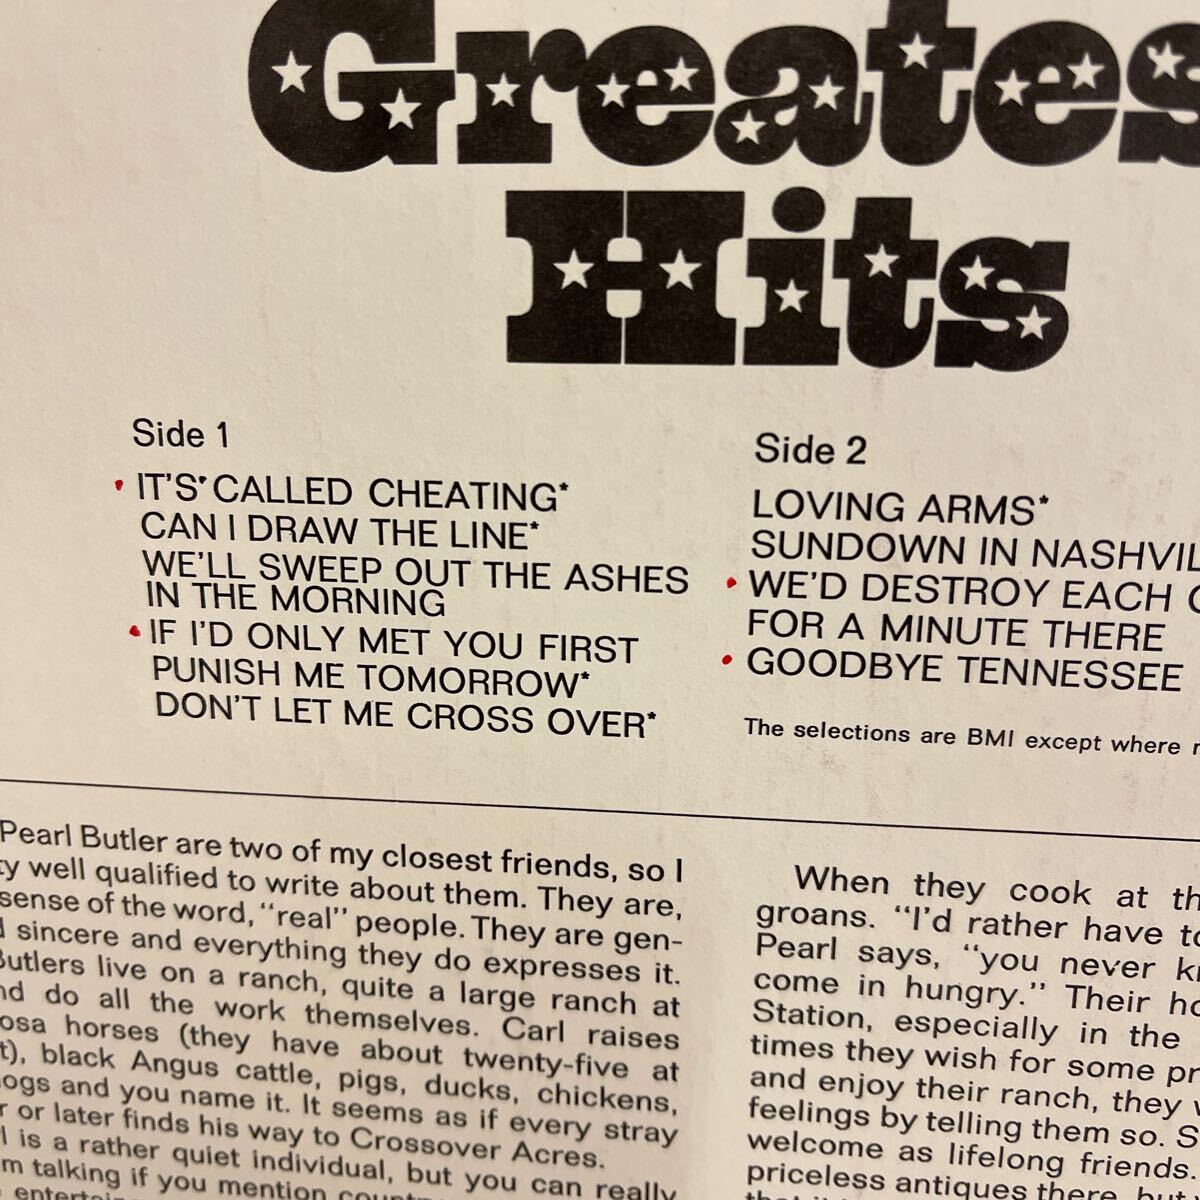 Greates
Hits
Side 1
IT'S CALLED CHEATING*
CAN I DRAW THE LINE*
WE'LL SWEEP OUT THE ASHES
IN THE MORNING
IF I'D ONLY MET YOU FIRST
PUNISH ME TOMORROW*
DON'T LET ME CROSS OVER*
Side 2
LOVING ARMS*
SUNDOWN IN NASHVIL
WE'D DESTROY EACH
FOR A MINUTE THERE
GOODBYE TENNESSEE
The selections are BMI except where
Pearl Butler are two of my closest friends, so I
well qualified to write about them. They are,
sense of the word, "real" people. They are gen-
sincere and everything they do expresses it.
Butlers live on a ranch, quite a large ranch at
do all the work themselves. Carl raises
osa horses (they have about twenty-five at
t), black Angus cattle, pigs, ducks, chickens,
ogs and you name it. It seems as if every stray
r or later finds his way to Crossover Acres.
l is a rather quiet individual, but you can really
m talking if you mention
When they cook at
groans. "I'd rather have
Pearl says, "you never
come in hungry." Their
Station, especially in the
times they wish for some
and enjoy their ranch, they
feelings by telling them so.
welcome as lifelong friends.
priceless antiques there, but